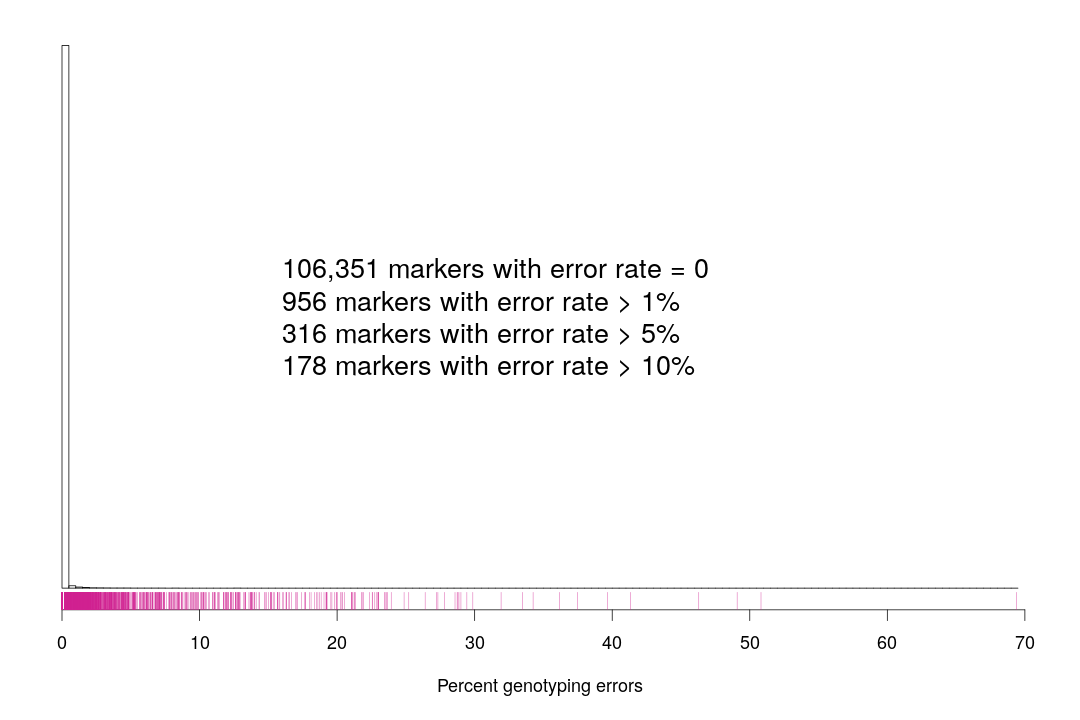 106,351 markers with error rate = 0
956 markers with error rate > 1%
316 markers with error rate > 5%
178 markers with error rate > 10%
0 10 20 30 40 50 60 70
Percent genotyping errors